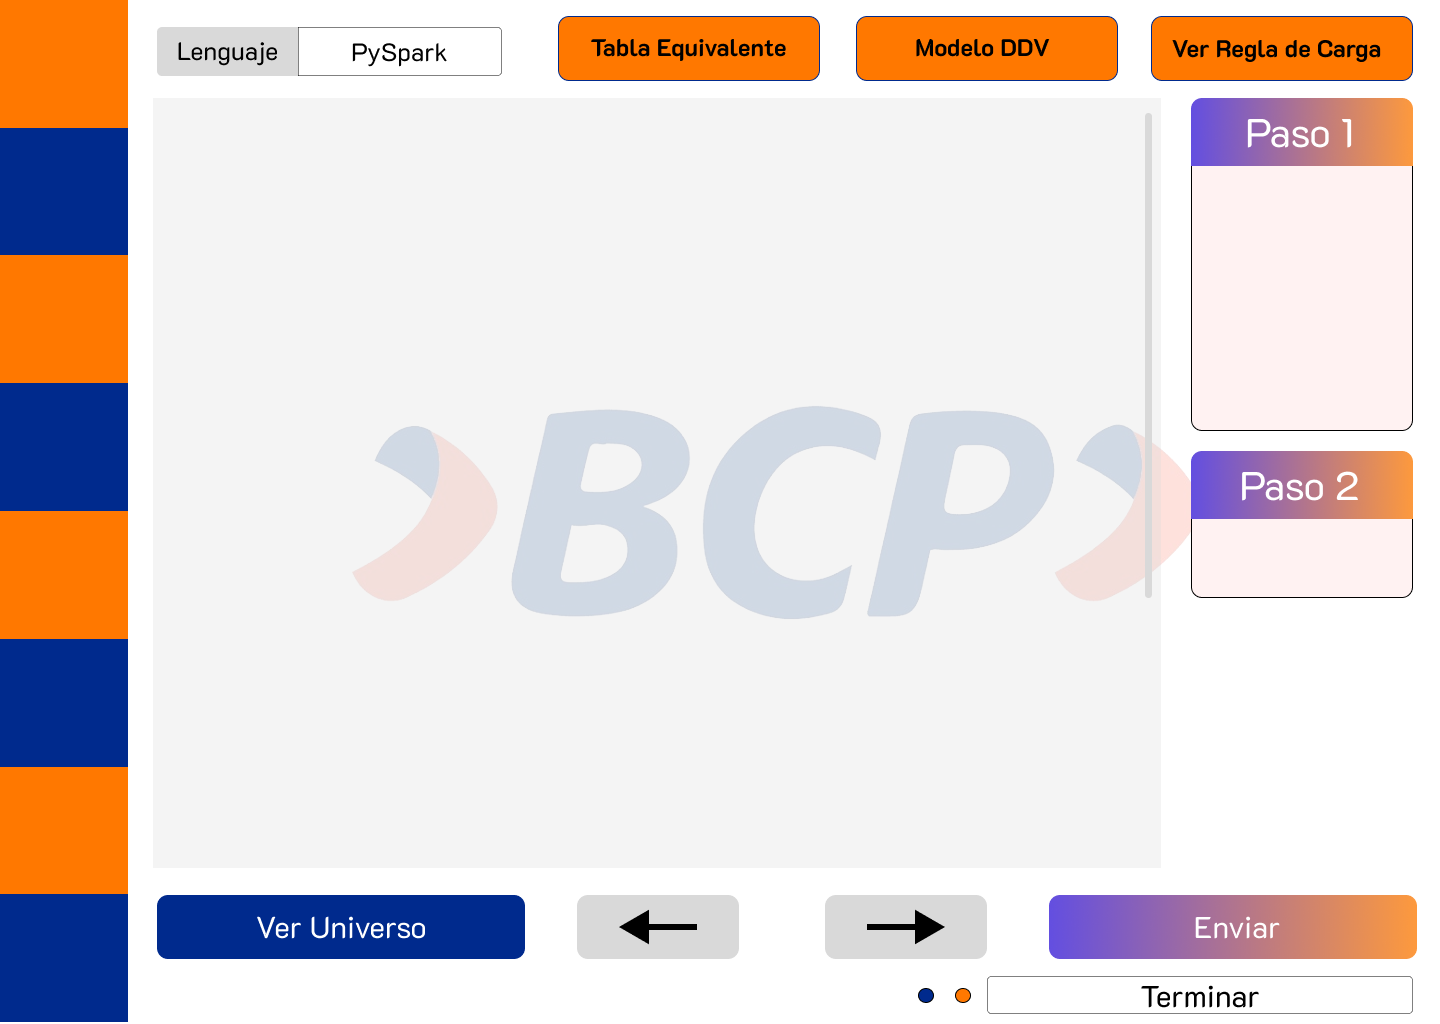 Lenguaje
PySpark
Tabla Equivalente
Modelo DDV
Ver Regla de Carga
Paso 1
BCP
Paso 2
Ver Universo
Enviar
Terminar